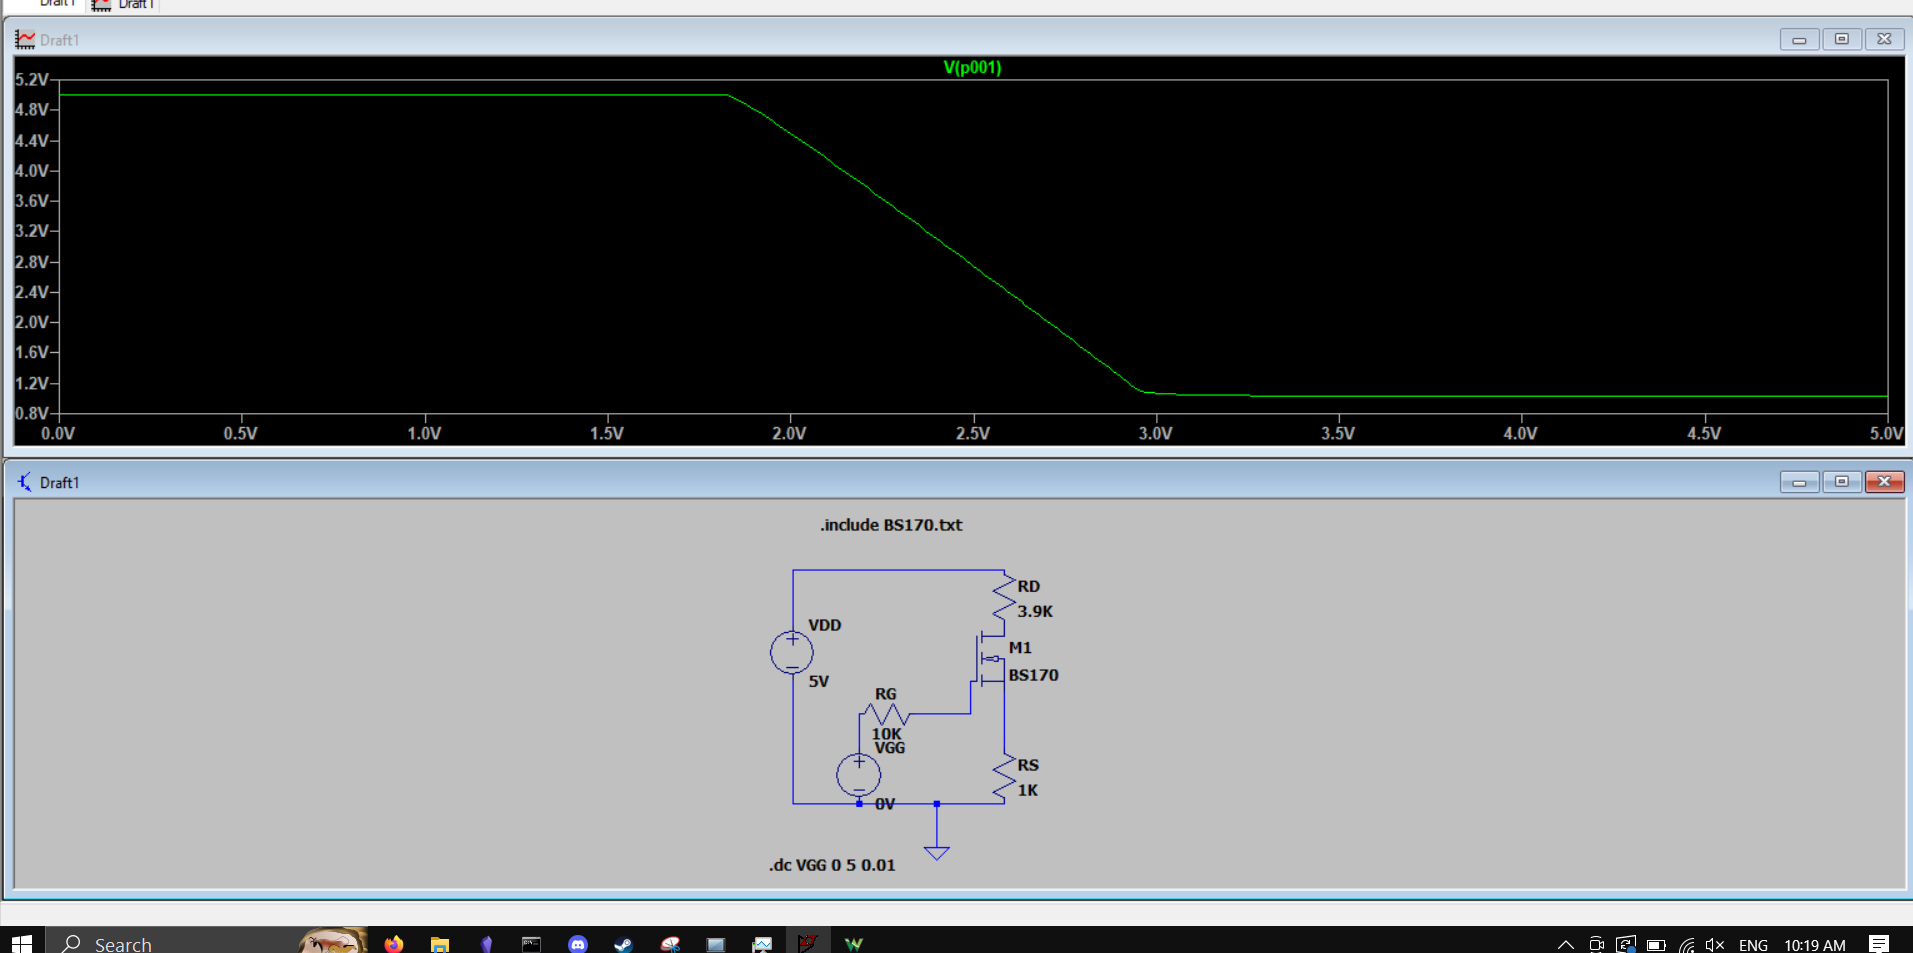 Draft1 Draft1
Draft1
V(p001)
5.2V
4.8V
4.4V
4.0V
3.6V
3.2V
2.8V
2.4V
2.0V
1.6V
1.2V
0.8V
0.0V 0.5V 1.0V 1.5V 2.0V 2.5V 3.0V 3.5V 4.0V 4.5V 5.0V
Draft1
.include BS170.txt
RD
3.9K
VDD
5V
M1
BS170
RG
10K
VGG
0V
RS
1K
.dc VGG 0 5 0.01
Search ENG 10:19 AM